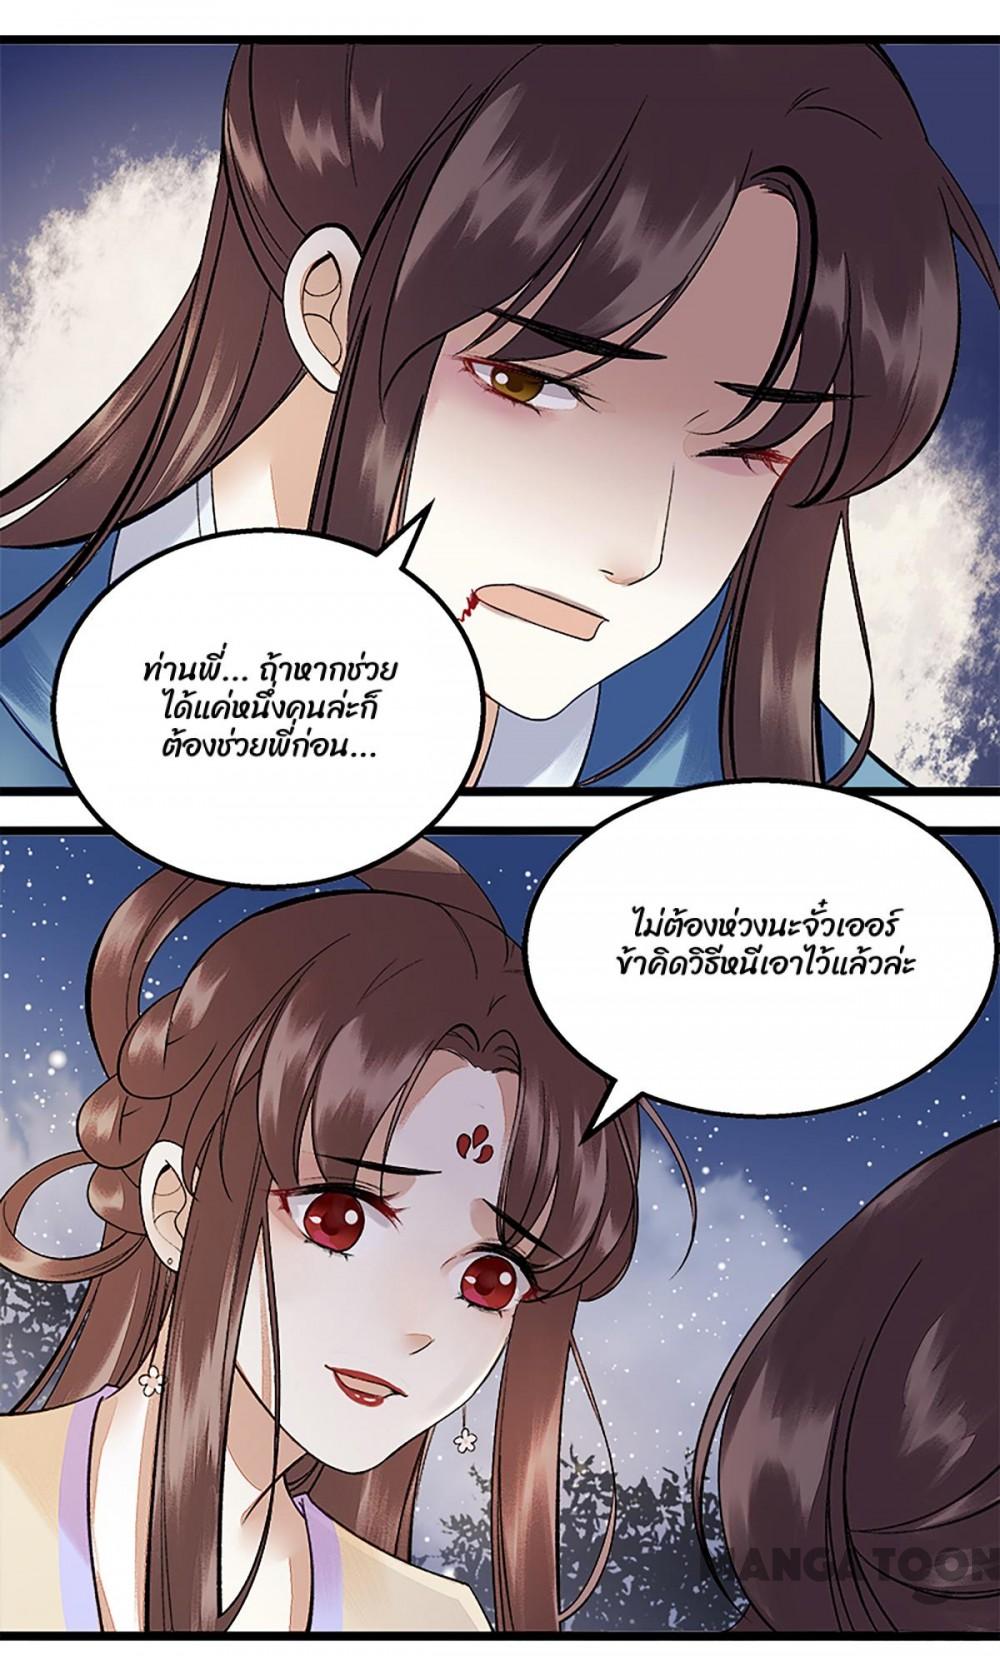 ท่านพี่... ถ้าหากช่วย
ได้แค่หนึ่งคนล่ะก็
ต้องช่วยพี่ก่อน...
ไม่ต้องห่วงนะจั๋วเออร์
ข้าคิดวิธีหนีเอาไว้แล้วล่ะ
MANGATOON